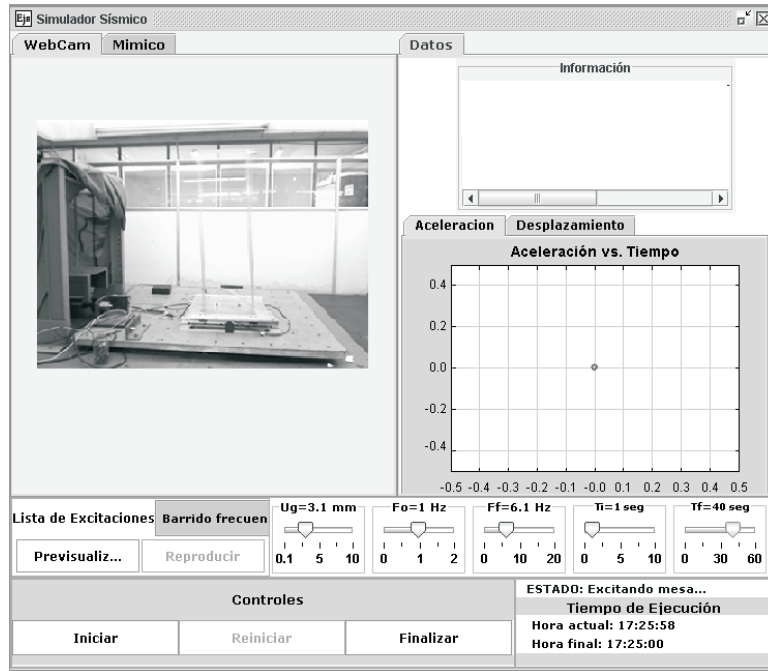 Ejs Simulador Sísmico
WebCam Mimico
Datos
Información
Aceleracion Desplazamiento
Aceleración vs. Tiempo
0.4
0.2
0.0
-0.2
-0.4
-0.5 -0.4 -0.3 -0.2 -0.1 -0.0 0.1 0.2 0.3 0.4 0.5
Lista de Excitaciones Barrido frecuen
Previsualiz... Reproducir
Ug=3.1 mm
0.1 5 10
Fo=1 Hz
0 1 2
Ff=6.1 Hz
0 10 20
Ti=1 seg
0 5 10
Tf=40 seg
0 30 60
Controles
Iniciar Reiniciar Finalizar
ESTADO: Excitando mesa...
Tiempo de Ejecución
Hora actual: 17:25:58
Hora final: 17:25:00